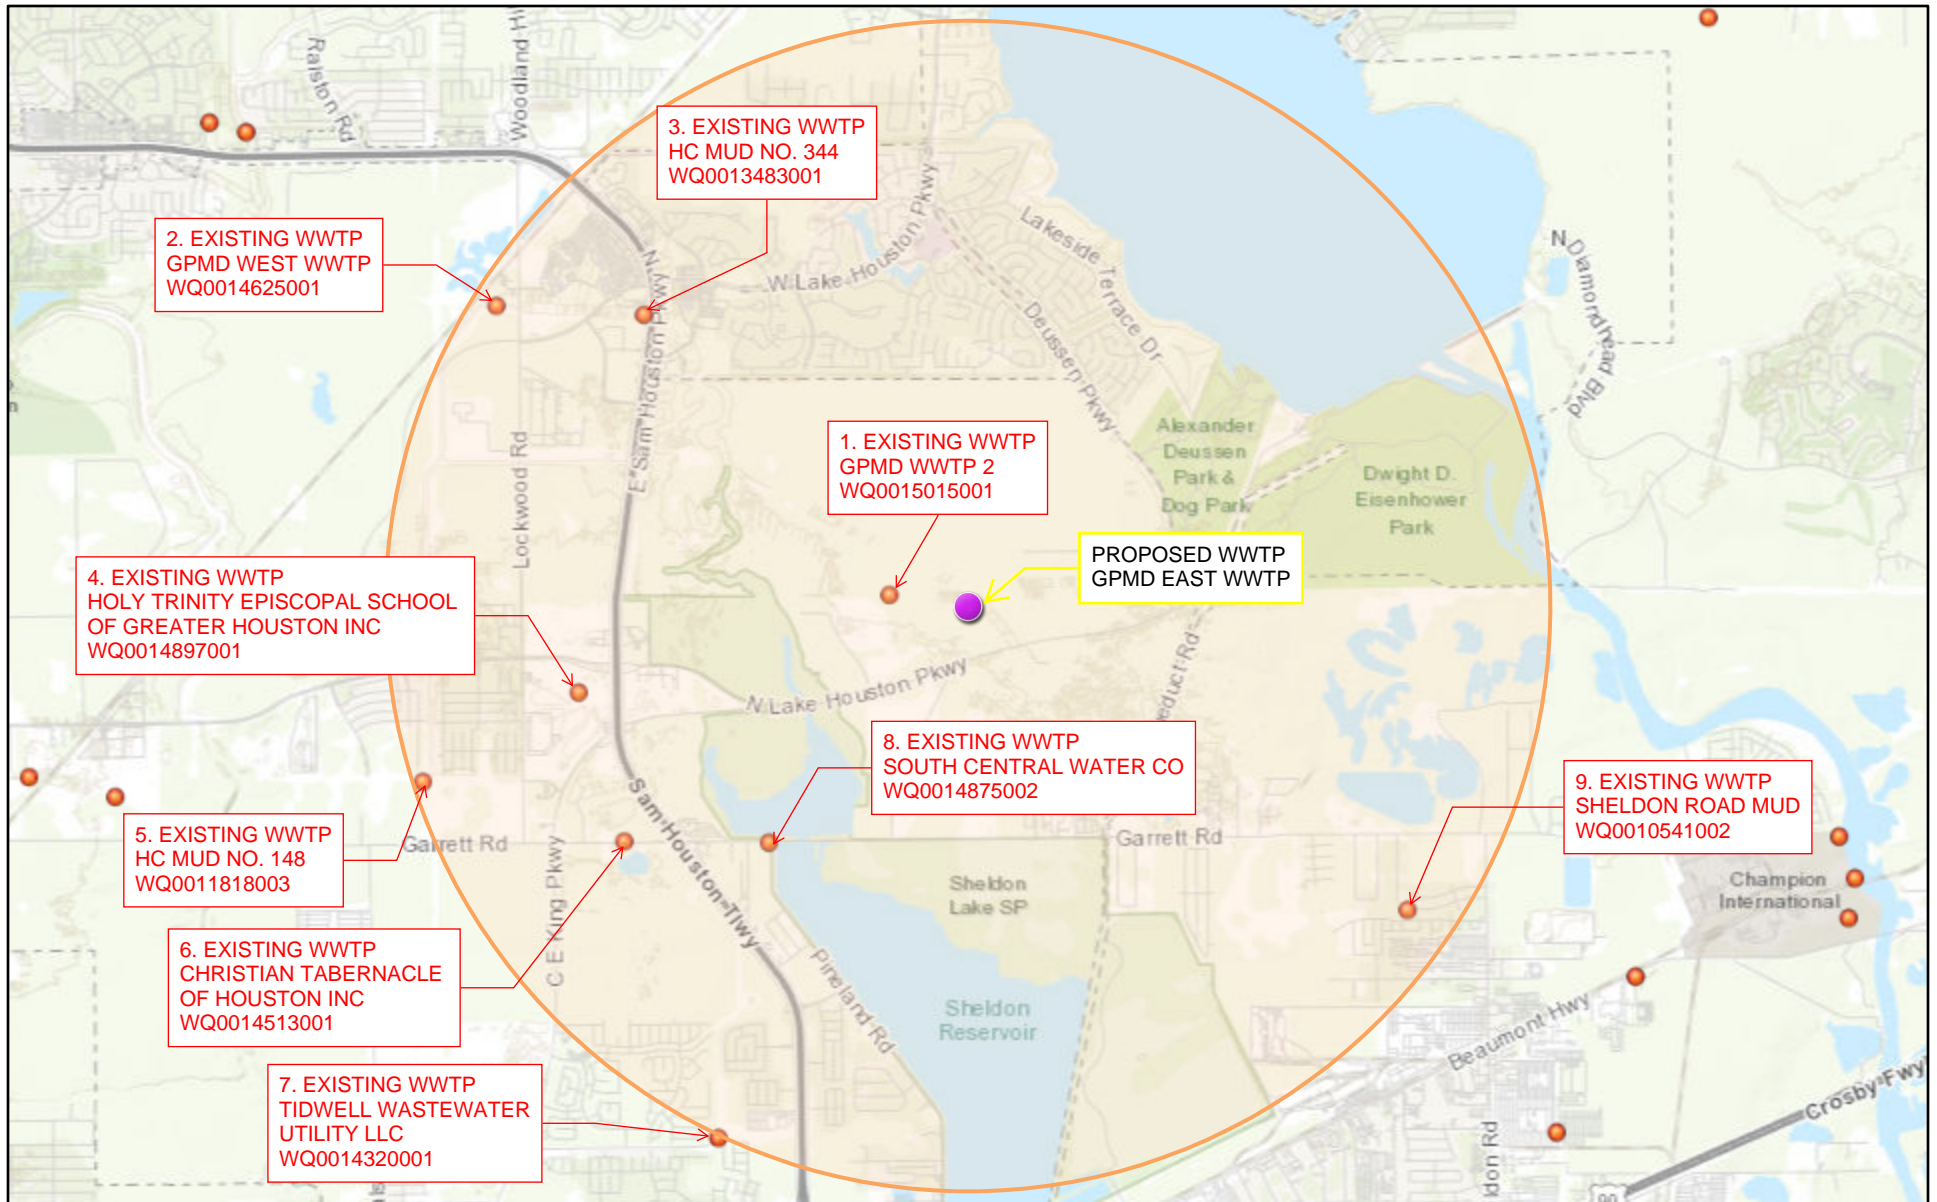 Ralston Rd
Woodland H
3. EXISTING WWTP
HC MUD NO. 344
WQ0013483001
2. EXISTING WWTP
GPMD WEST WWTP
WQ0014625001
W Lake Houston Pkwy
Lakeside Terrace Dr
Deussen Pkwy
N Diamondhead Blvd
E Sam Houston Pkwy N
Lockwood Rd
1. EXISTING WWTP
GPMD WWTP 2
WQ0015015001
Alexander
Deussen
Park &
Dog Park
Dwight D.
Eisenhower
Park
PROPOSED WWTP
GPMD EAST WWTP
4. EXISTING WWTP
HOLY TRINITY EPISCOPAL SCHOOL
OF GREATER HOUSTON INC
WQ0014897001
N Lake Houston Pkwy
educt Rd
8. EXISTING WWTP
SOUTH CENTRAL WATER CO
WQ0014875002
9. EXISTING WWTP
SHELDON ROAD MUD
WQ0010541002
5. EXISTING WWTP
HC MUD NO. 148
WQ0011818003
Garrett Rd
Garrett Rd
Sam Houston Tlwy
C E King Pkwy
Sheldon
Lake SP
Champion
International
6. EXISTING WWTP
CHRISTIAN TABERNACLE
OF HOUSTON INC
WQ0014513001
Pineland Rd
Sheldon
Reservoir
Beaumont Hwy
Crosby Fwy
7. EXISTING WWTP
TIDWELL WASTEWATER
UTILITY LLC
WQ0014320001
ldon Rd
90